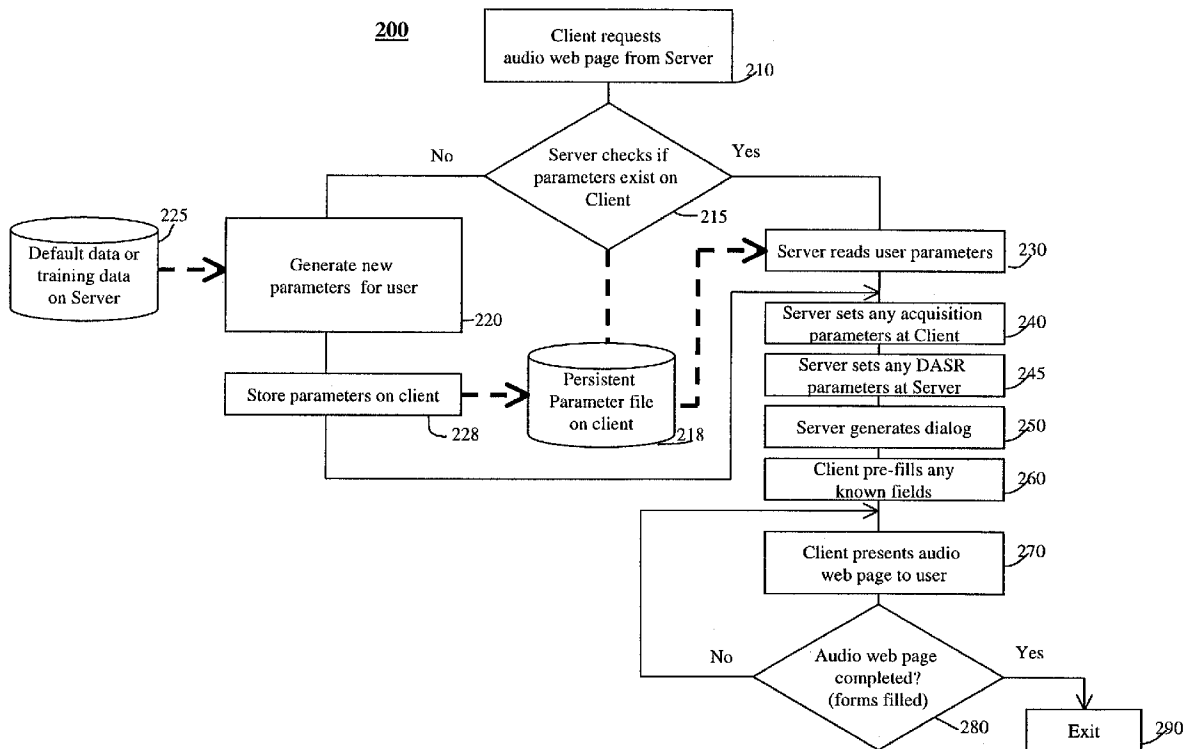 200
Client requests
audio web page from Server
210
No
Yes
Server checks if
parameters exist on
Client
215
225
Default data or
training data
on Server
Generate new
parameters for user
220
Server reads user parameters
230
Server sets any acquisition
parameters at Client
240
Store parameters on client
228
Persistent
Parameter file
on client
218
Server sets any DASR
parameters at Server
245
Server generates dialog
250
Client pre-fills any
known fields
260
Client presents audio
web page to user
270
No
Yes
Audio web page
completed?
(forms filled)
280
Exit
290